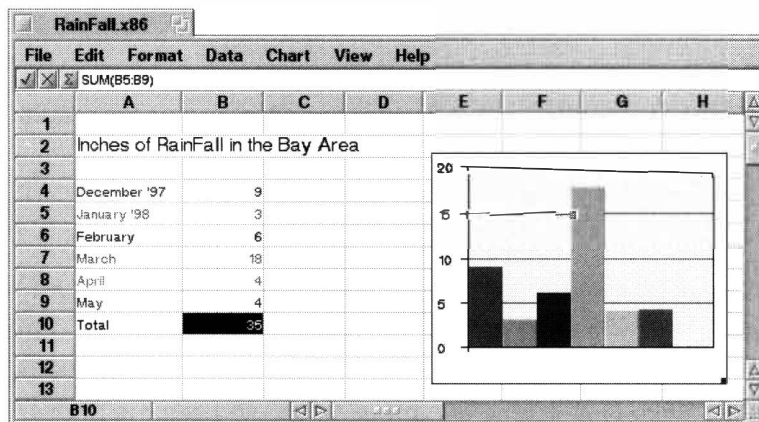 RainFall.x86
File Edit Format Data Chart View Help
SUM(B5:B9)
A B C D E F G H
1
2 Inches of RainFall in the Bay Area
3
4 December '97 9
5 January '98 3
6 February 6
7 March 18
8 April 4
9 May 4
10 Total 35
11
12
13
20
15
10
5
0
B10